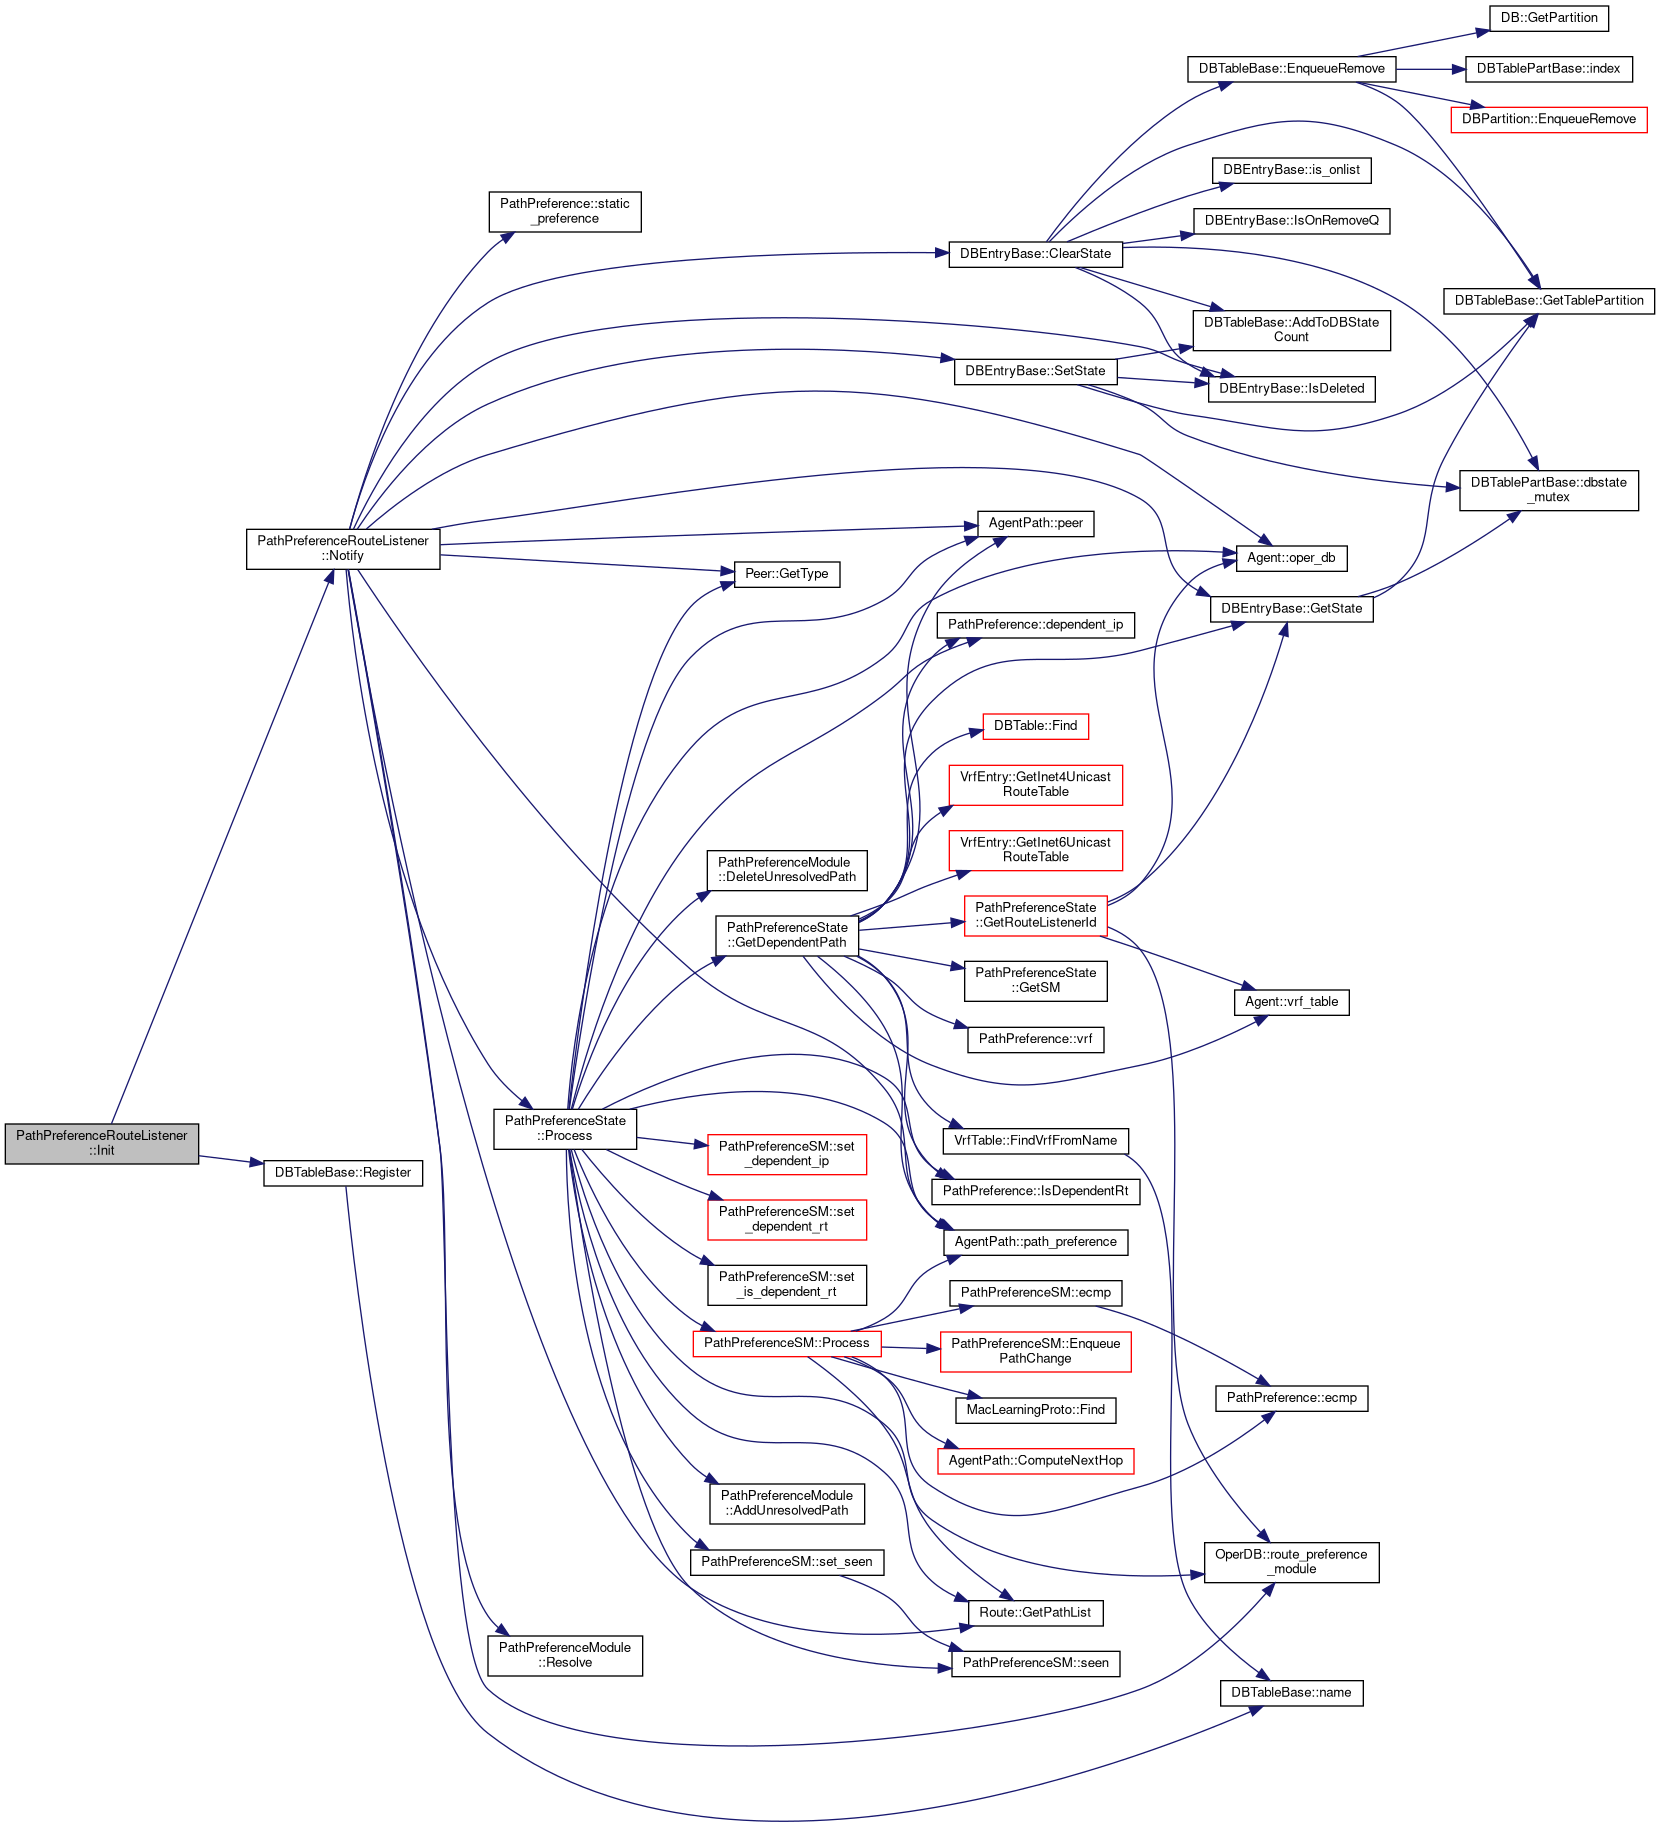 DB::GetPartition
DBTableBase::EnqueueRemove
DBTablePartBase::index
DBPartition::EnqueueRemove
DBEntryBase::is_onlist
PathPreference::static
_preference
DBEntryBase::IsOnRemoveQ
DBEntryBase::ClearState
DBTableBase::GetTablePartition
DBTableBase::AddToDBState
Count
DBEntryBase::SetState
DBEntryBase::IsDeleted
DBTablePartBase::dbstate
_mutex
AgentPath::peer
PathPreferenceRouteListener
::Notify
Agent::oper_db
Peer::GetType
DBEntryBase::GetState
PathPreference::dependent_ip
DBTable::Find
VrfEntry::GetInet4Unicast
RouteTable
VrfEntry::GetInet6Unicast
RouteTable
PathPreferenceModule
::DeleteUnresolvedPath
PathPreferenceState
::GetRouteListenerId
PathPreferenceState
::GetDependentPath
PathPreferenceState
::GetSM
Agent::vrf_table
PathPreference::vrf
PathPreferenceState
::Process
PathPreferenceRouteListener
::Init
VrfTable::FindVrfFromName
PathPreferenceSM::set
_dependent_ip
DBTableBase::Register
PathPreference::IsDependentRt
PathPreferenceSM::set
_dependent_rt
AgentPath::path_preference
PathPreferenceSM::set
_is_dependent_rt
PathPreferenceSM::ecmp
PathPreferenceSM::Process
PathPreferenceSM::Enqueue
PathChange
PathPreference::ecmp
MacLearningProto::Find
AgentPath::ComputeNextHop
PathPreferenceModule
::AddUnresolvedPath
PathPreferenceSM::set_seen
OperDB::route_preference
_module
Route::GetPathList
PathPreferenceModule
::Resolve
PathPreferenceSM::seen
DBTableBase::name